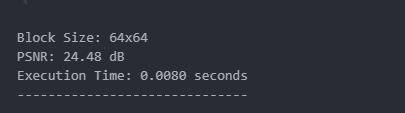 Block Size: 64x64
PSNR: 24.48 dB
Execution Time: 0.0080 seconds
------------------------------